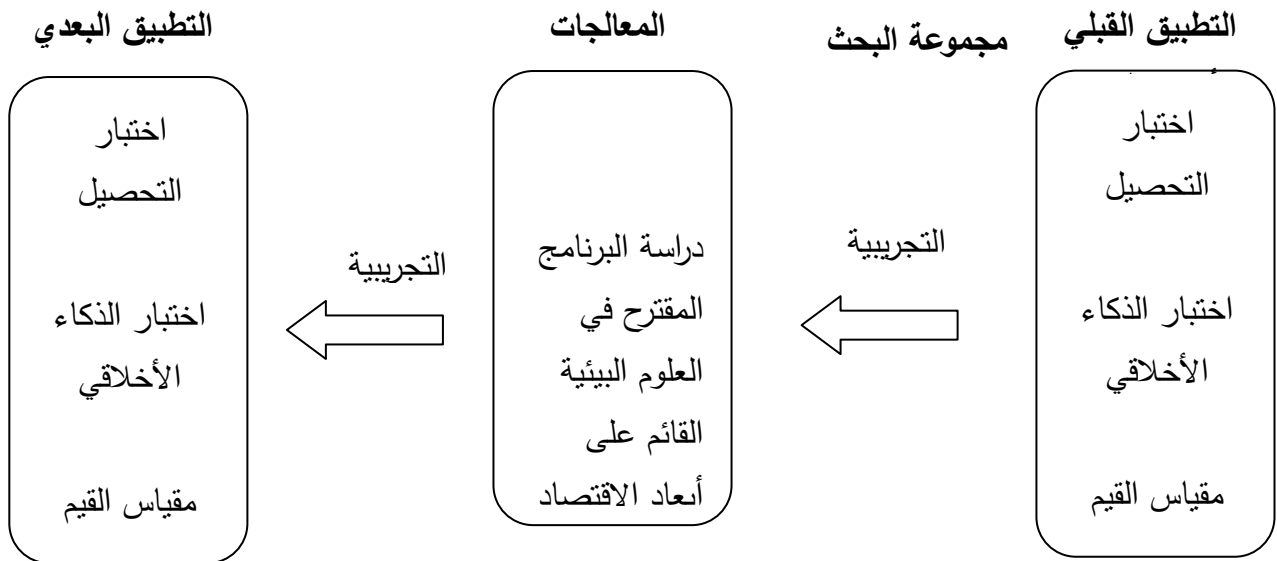 التطبيق القبلي
مجموعة البحث
المعالجات
التطبيق البعدي
اختبار
التحصيل
اختبار الذكاء
الأخلاقي
مقياس القيم
التجريبية
دراسة البرنامج
المقترح في
العلوم البيئية
القائم على
أبعاد الاقتصاد
التجريبية
اختبار
التحصيل
اختبار الذكاء
الأخلاقي
مقياس القيم